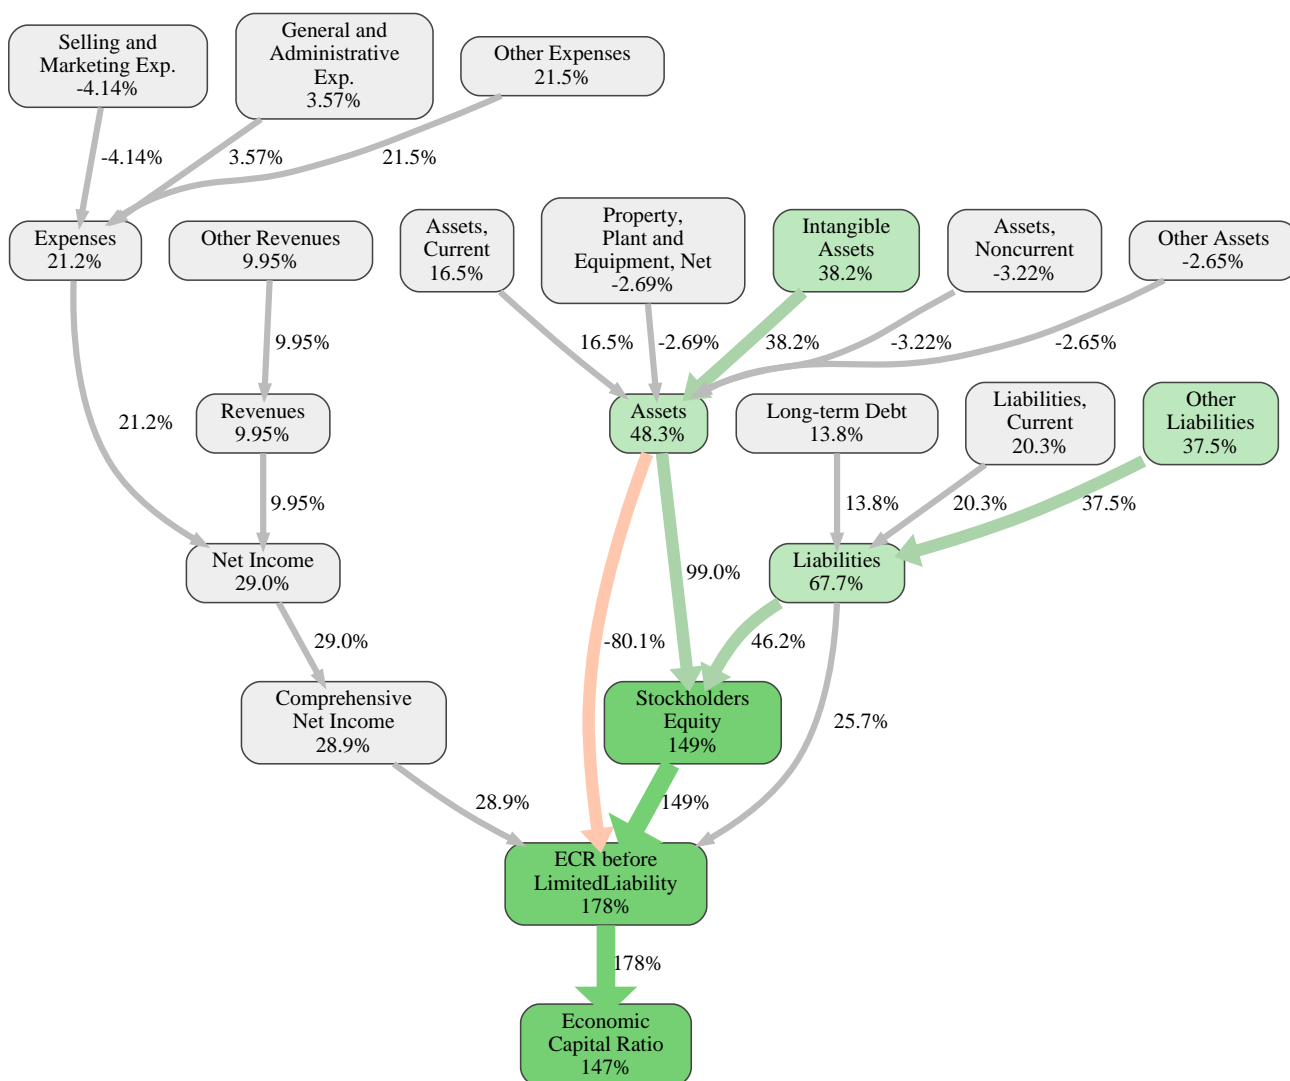 Selling and
Marketing Exp.
-4.14%
General and
Administrative
Exp.
3.57%
Other Expenses
21.5%
-4.14%
3.57%
21.5%
Expenses
21.2%
Other Revenues
9.95%
Assets,
Current
16.5%
Property,
Plant and
Equipment, Net
-2.69%
Intangible
Assets
38.2%
Assets,
Noncurrent
-3.22%
Other Assets
-2.65%
9.95%
16.5%
-2.69%
38.2%
-3.22%
-2.65%
21.2%
Revenues
9.95%
Assets
48.3%
Long-term Debt
13.8%
Liabilities,
Current
20.3%
Other
Liabilities
37.5%
9.95%
13.8%
20.3%
37.5%
Net Income
29.0%
99.0%
Liabilities
67.7%
29.0%
-80.1%
46.2%
Comprehensive
Net Income
28.9%
Stockholders
Equity
149%
25.7%
28.9%
149%
ECR before
LimitedLiability
178%
178%
Economic
Capital Ratio
147%